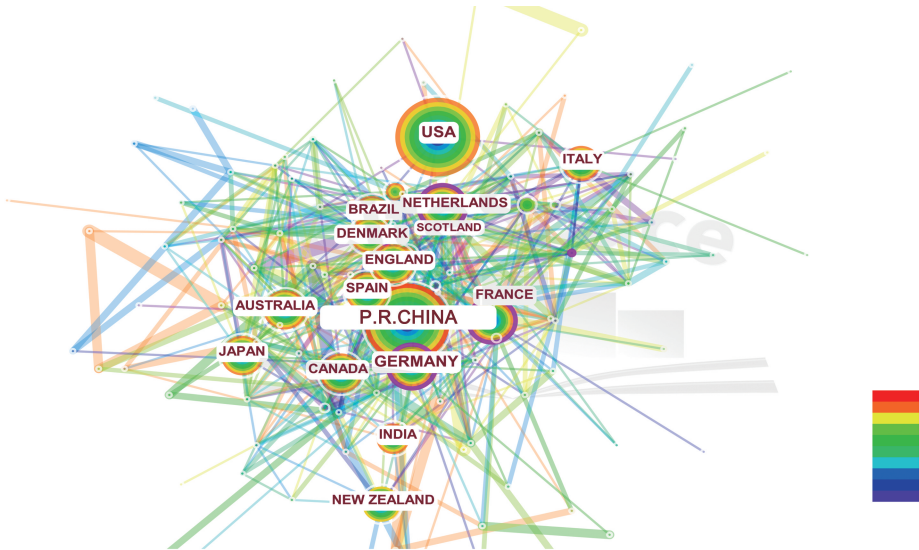 USA
ITALY
BRAZIL
NETHERLANDS
SCOTLAND
DENMARK
ENGLAND
SPAIN
FRANCE
AUSTRALIA
P.R.CHINA
JAPAN
CANADA
GERMANY
INDIA
NEW ZEALAND